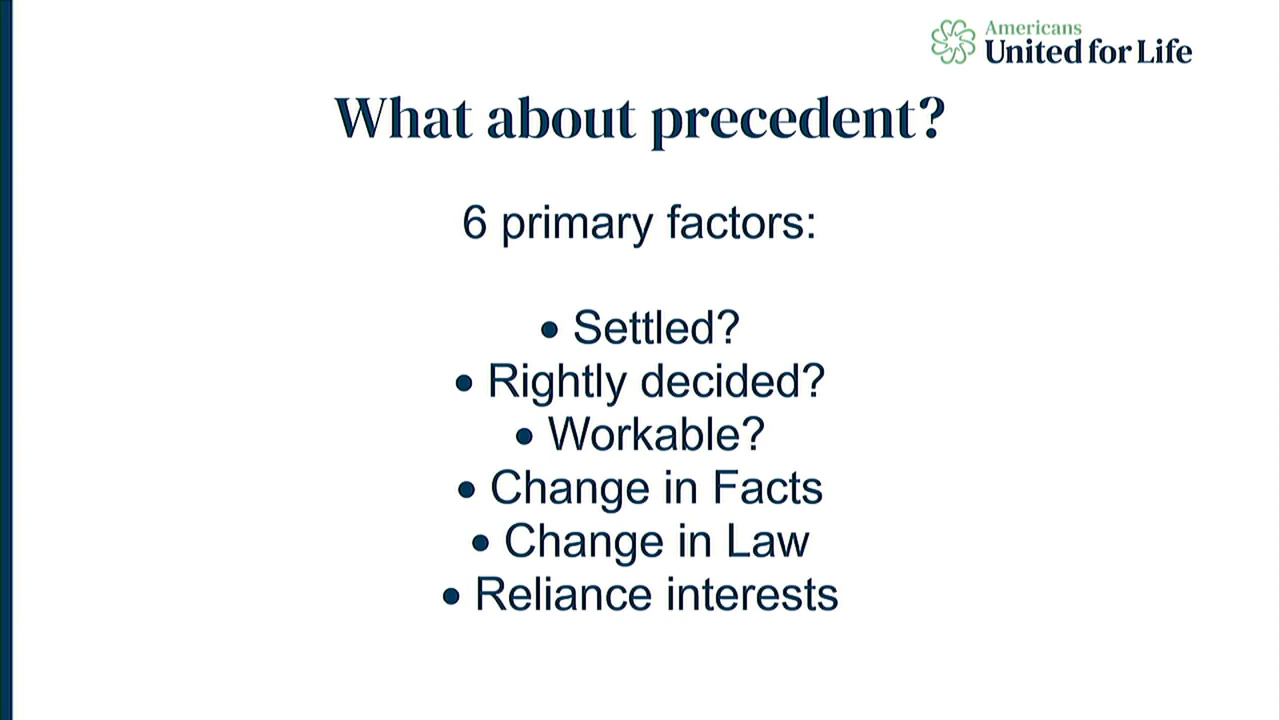 Americans
United for Life
What about precedent?
6 primary factors:
• Settled?
• Rightly decided?
• Workable?
• Change in Facts
• Change in Law
• Reliance interests